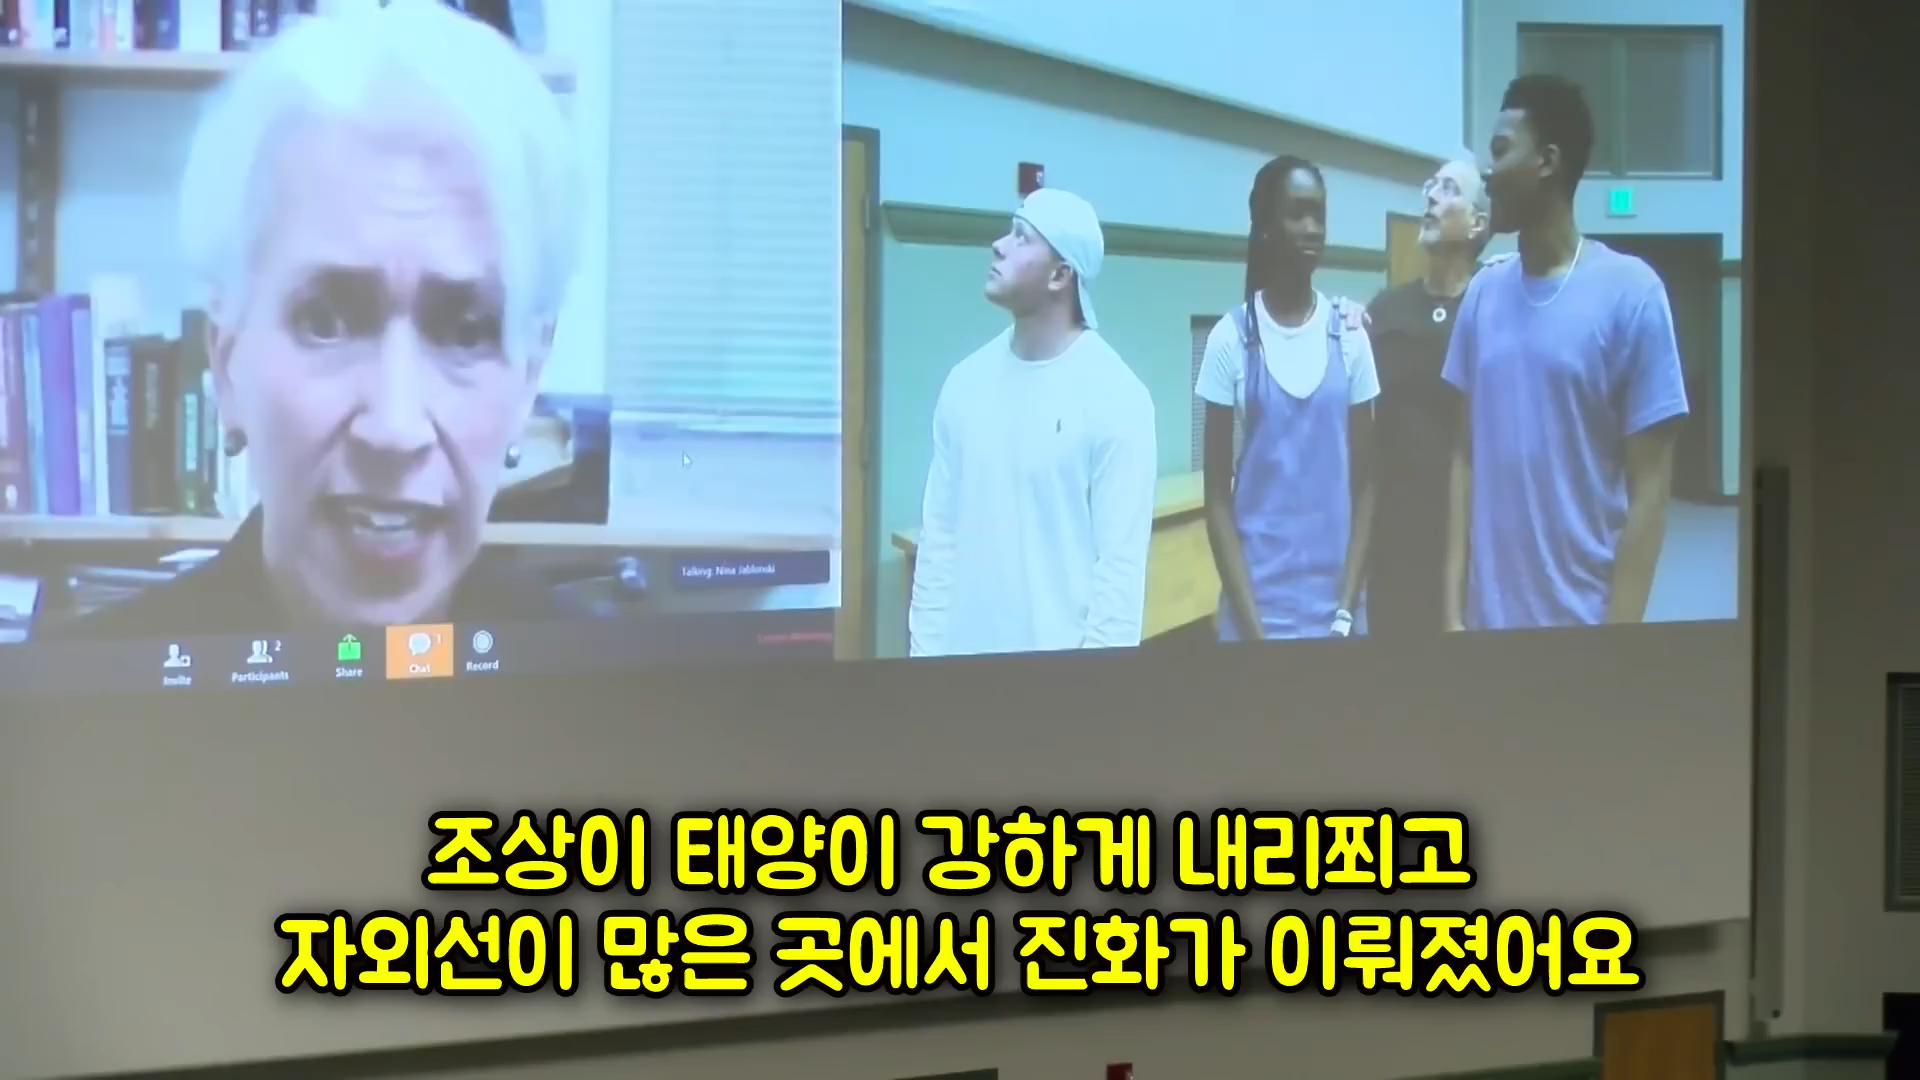 Talking: Nina Jablonski
Invite
Participants
2
Share
Chat
1
Record
조상이 태양이 강하게 내리쬐고
자외선이 많은 곳에서 진화가 이뤄졌어요